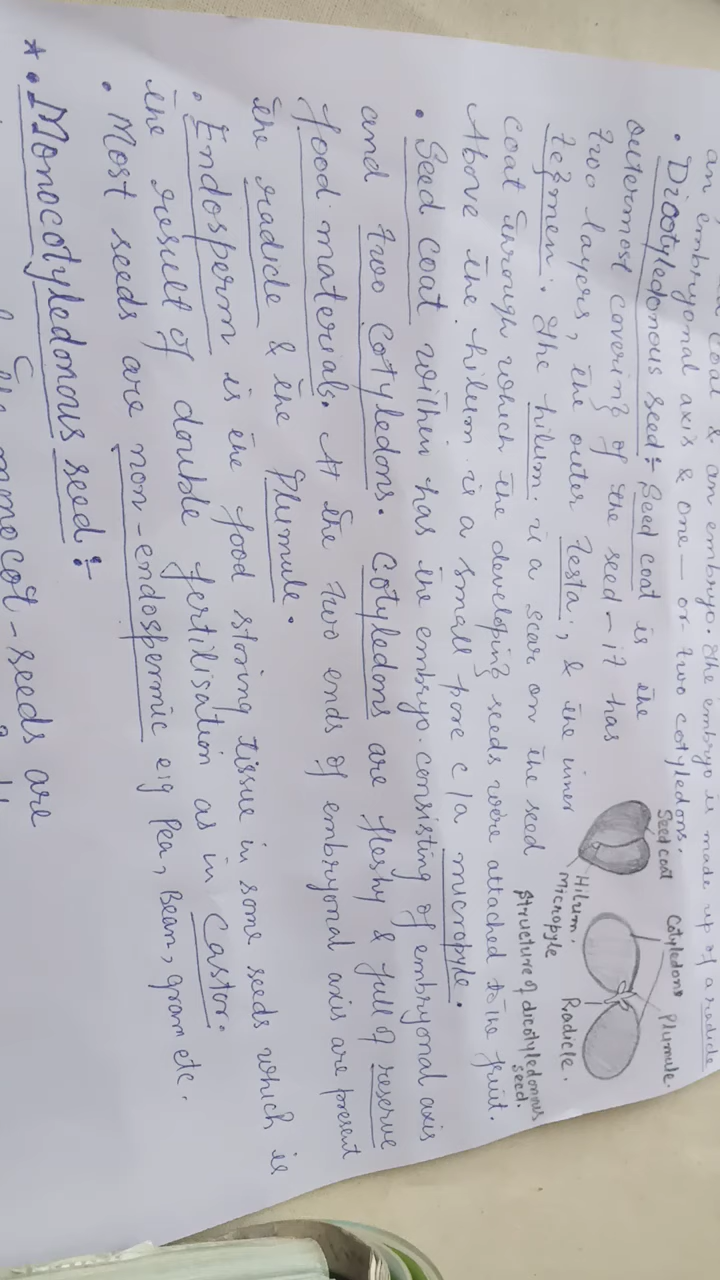 coat & an embryo. The embryo is made up of a radicle
an embryonal axis & one — or two cotyledons.
• Dicotyledonous seed:- Seed coat is the
outermost covering of the seed - it has
two layers, the outer testa, & the inner
tegmen. The hilum is a scar on the seed
coat through which the developing seeds were attached to the fruit.
Above the hilum is a small pore c/a micropyle.
• Seed coat within has the embryo consisting of embryonal axis
and two cotyledons. Cotyledons are fleshy & full of reserve
food materials. At the two ends of embryonal axis are present
the radicle & the Plumule.
• Endosperm is the food storing tissue in some seeds which is
the result of double fertilisation as in Castor.
• Most seeds are non-endospermic eg Pea, Bean, gram etc.
* • Monocotyledonous seed:-
monocot-seeds are
Seed coat
Hilum.
Micropyle
Cotyledons
Plumule.
Radicle.
Structure of dicotyledonous
seed.